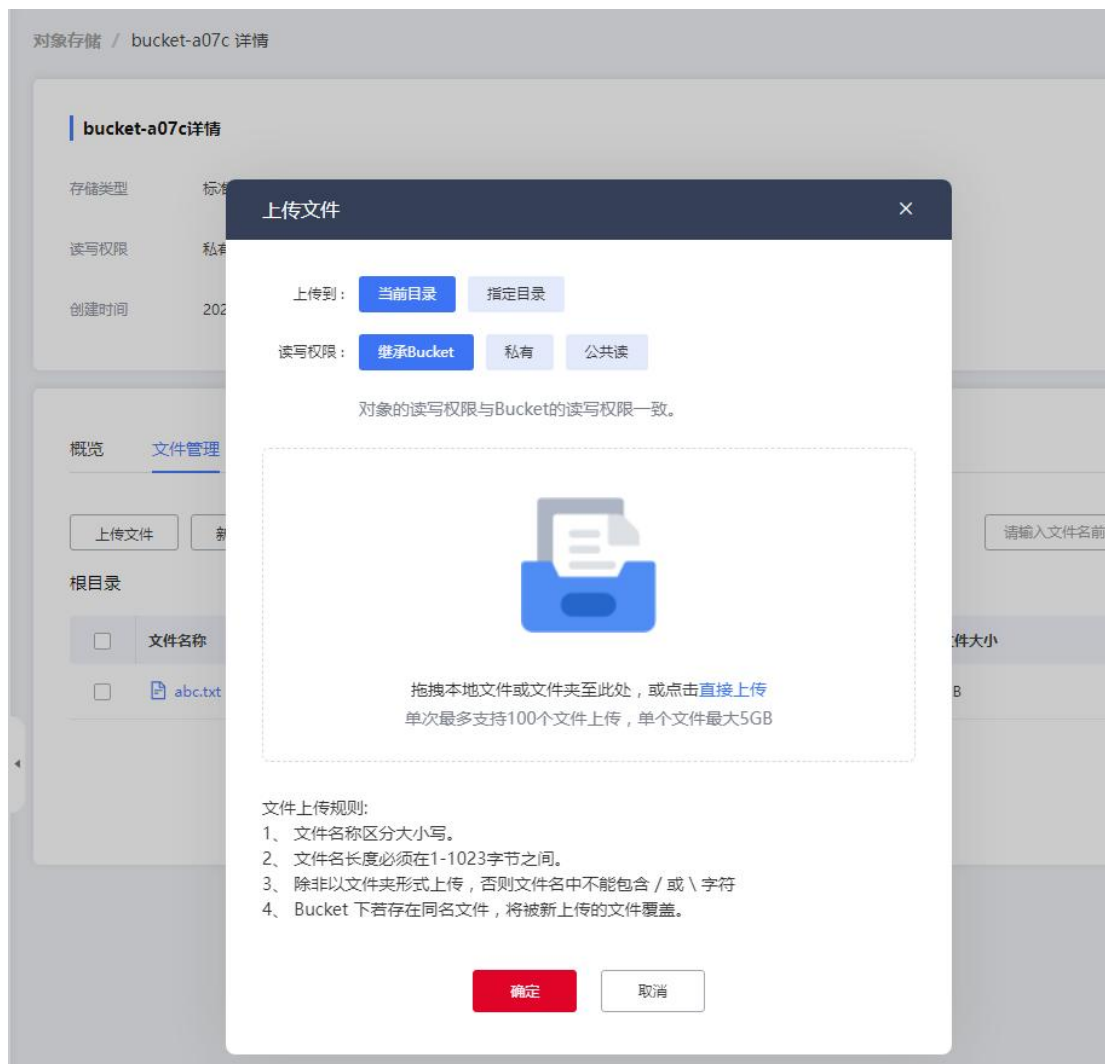 对象存储 / bucket-a07c 详情
bucket-a07c详情
存储类型 标准
读写权限 私有
创建时间 202
概览 文件管理
上传文件 新
请输入文件名前
根目录
文件名称
件大小
abc.txt
B
上传文件 ×
上传到: 当前目录 指定目录
读写权限: 继承Bucket 私有 公共读
对象的读写权限与Bucket的读写权限一致。
拖拽本地文件或文件夹至此处，或点击直接上传
单次最多支持100个文件上传，单个文件最大5GB
文件上传规则:
1、 文件名称区分大小写。
2、 文件名长度必须在1-1023字节之间。
3、 除非以文件夹形式上传，否则文件名中不能包含 / 或 \ 字符
4、 Bucket 下若存在同名文件，将被新上传的文件覆盖。
确定 取消